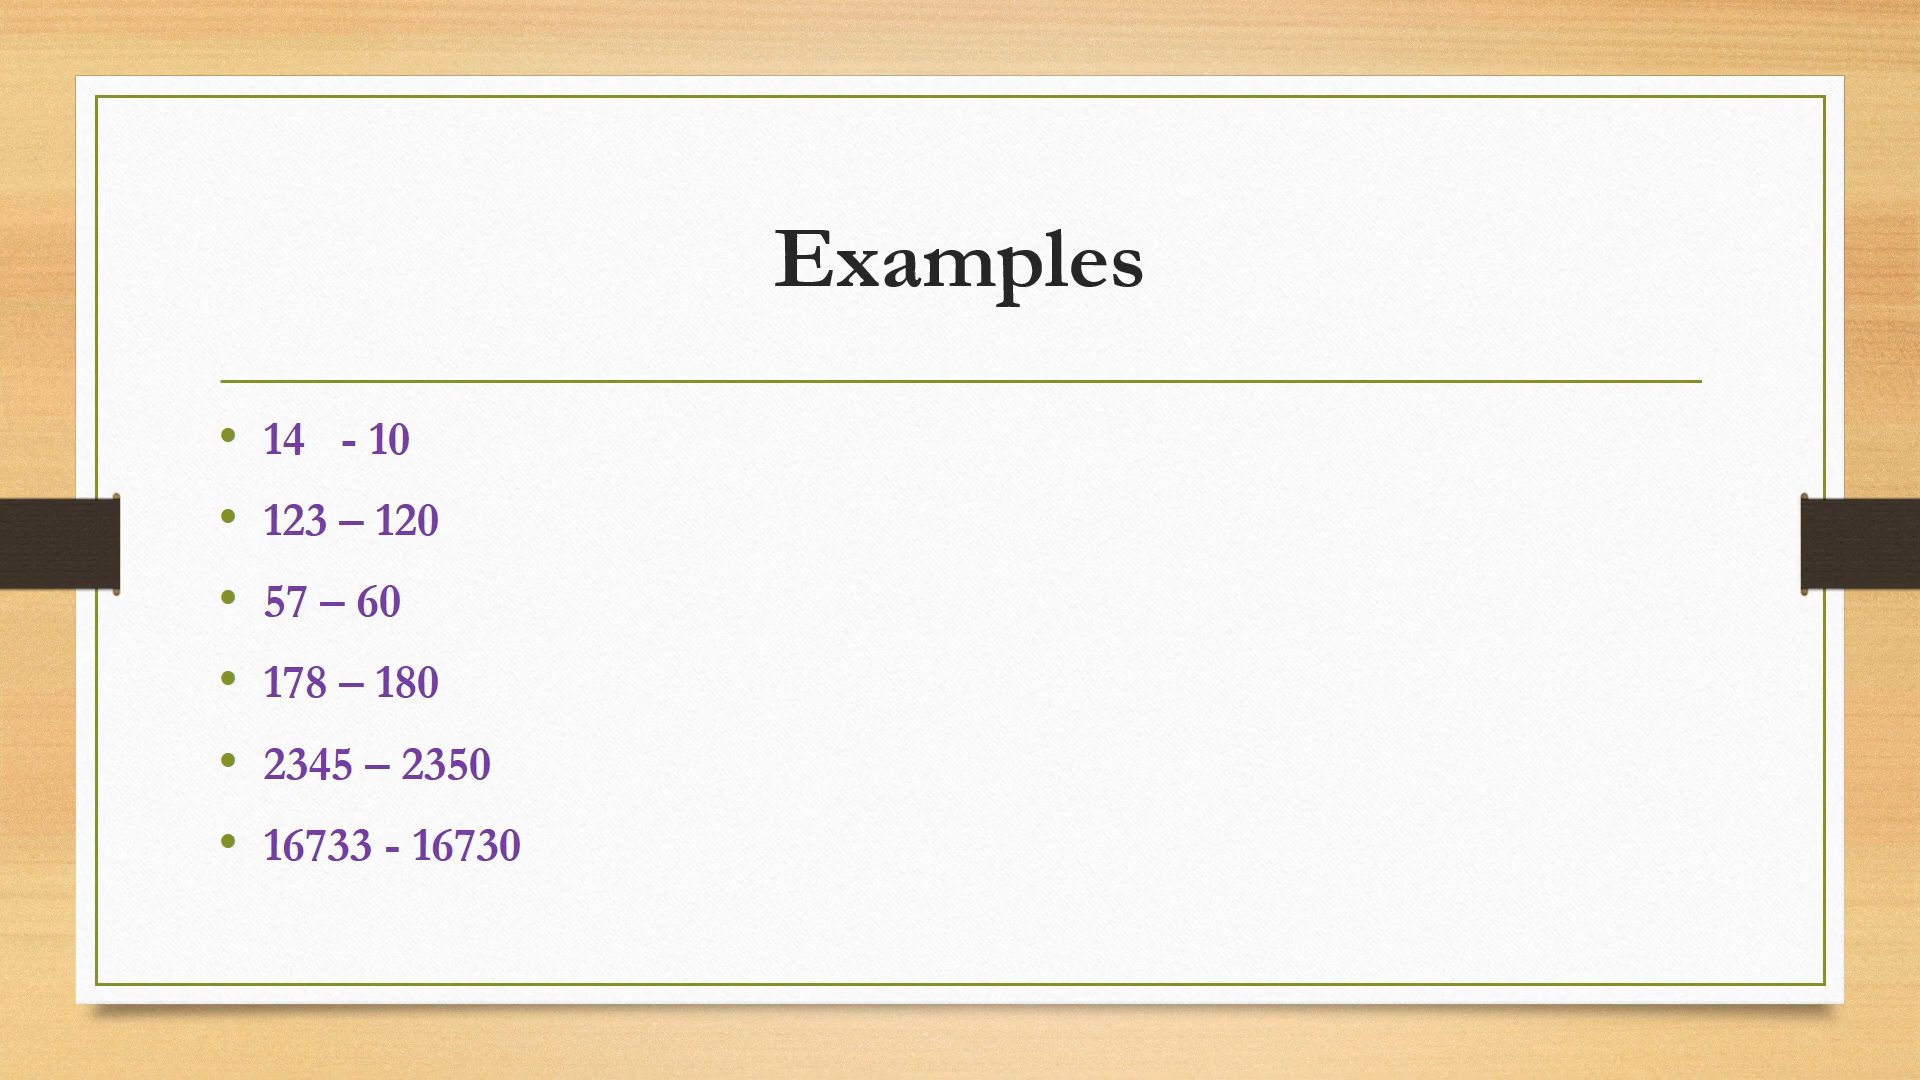 Examples
• 14   - 10
• 123 – 120
• 57 – 60
• 178 – 180
• 2345 – 2350
• 16733 - 16730